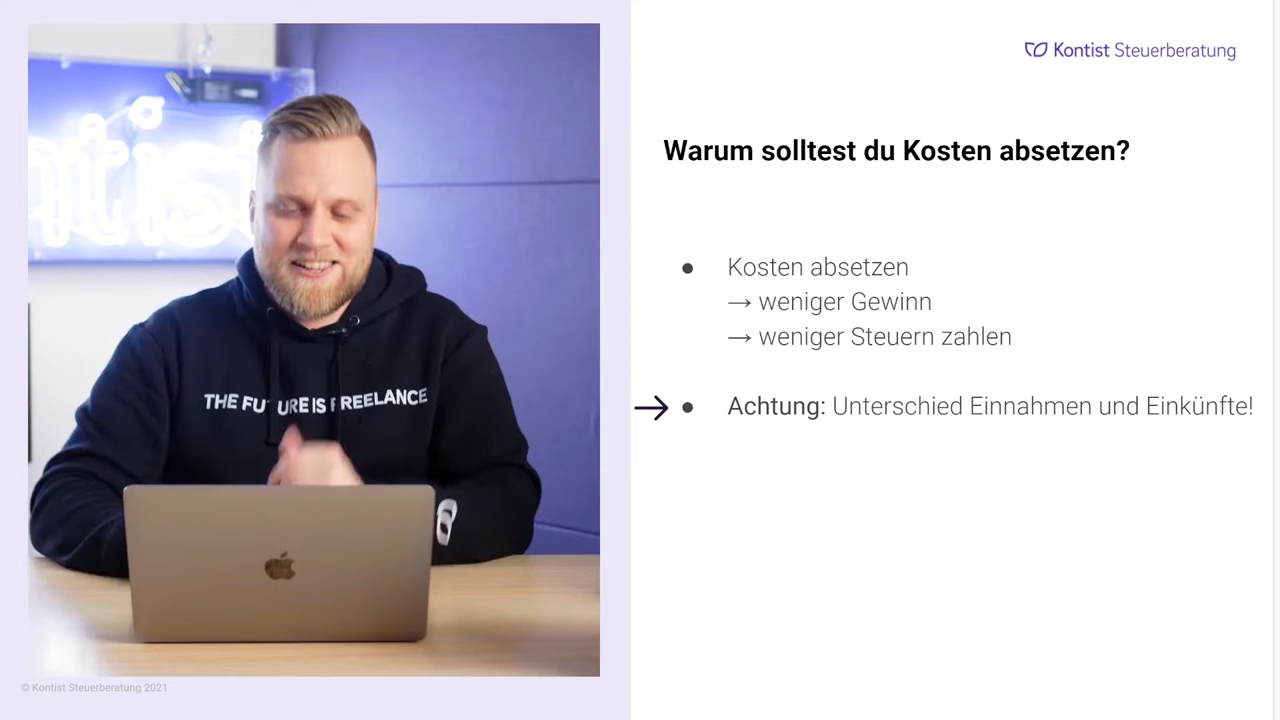 Kontist Steuerberatung
Warum solltest du Kosten absetzen?
● Kosten absetzen
→ weniger Gewinn
→ weniger Steuern zahlen
● Achtung: Unterschied Einnahmen und Einkünfte!
ntist
THE FUTURE IS FREELANCE
© Kontist Steuerberatung 2021